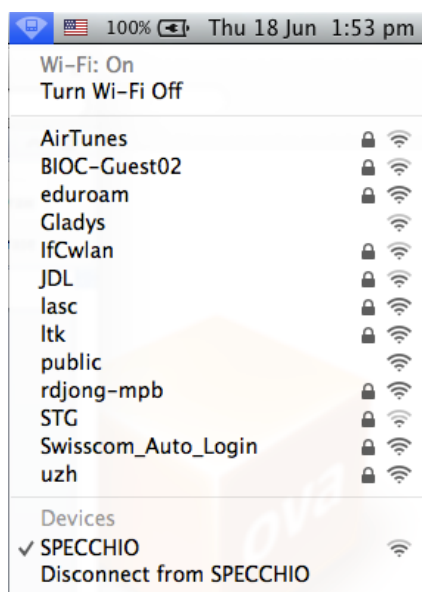 100% Thu 18 Jun 1:53 pm
Wi-Fi: On
Turn Wi-Fi Off
AirTunes
BIOC-Guest02
eduroam
Gladys
IfCwlan
JDL
lasc
ltk
public
rdjong-mpb
STG
Swisscom_Auto_Login
uzh
Devices
✓ SPECCHIO
Disconnect from SPECCHIO
ova